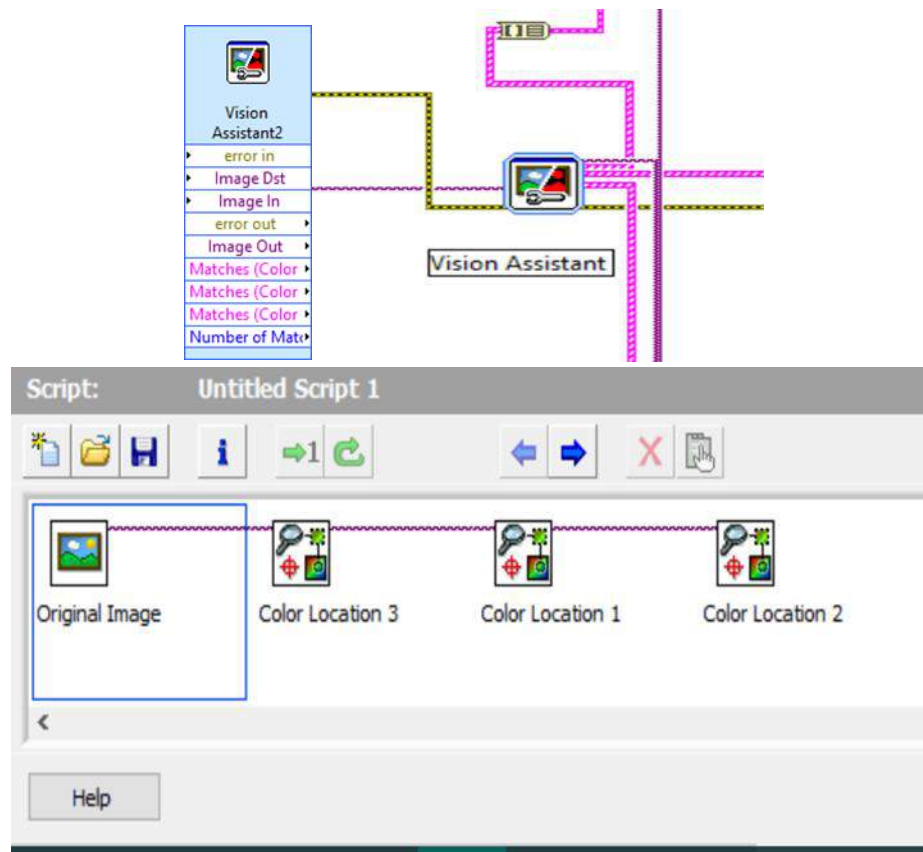 Vision
Assistant2
error in
Image Dst
Image In
error out
Image Out
Matches (Color
Matches (Color
Matches (Color
Number of Matc
Vision Assistant
Script: Untitled Script 1
i
1
Original Image Color Location 3 Color Location 1 Color Location 2
Help